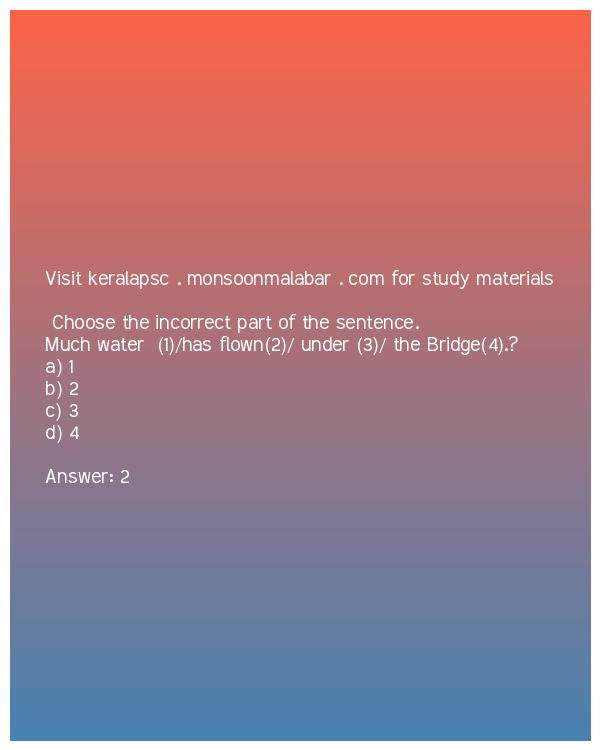 Visit keralapsc . monsoonmalabar . com for study materials
Choose the incorrect part of the sentence.
Much water (1)/has flown(2)/ under (3)/ the Bridge(4).?
a) 1
b) 2
c) 3
d) 4
Answer: 2